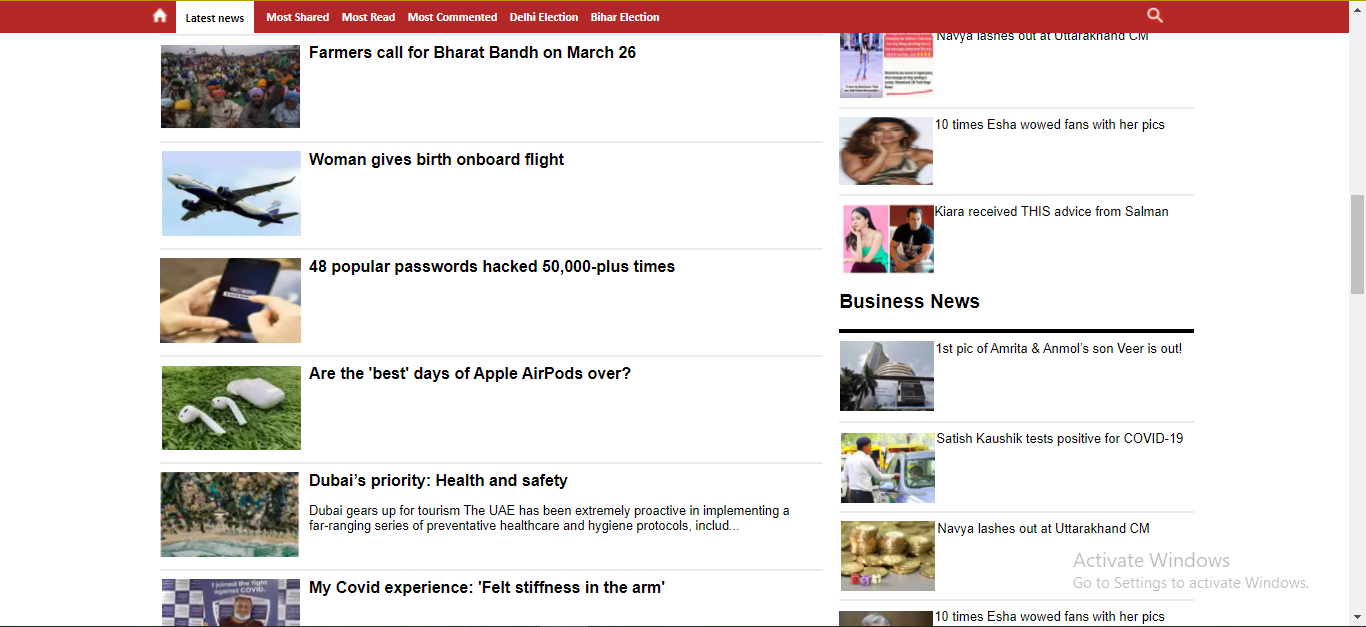 Latest news
Most Shared
Most Read
Most Commented
Delhi Election
Bihar Election
Farmers call for Bharat Bandh on March 26
Woman gives birth onboard flight
48 popular passwords hacked 50,000-plus times
Are the 'best' days of Apple AirPods over?
Dubai’s priority: Health and safety
Dubai gears up for tourism The UAE has been extremely proactive in implementing a
far-ranging series of preventative healthcare and hygiene protocols, includ...
I joined the fight
against COVID.
My Covid experience: 'Felt stiffness in the arm'
Navya lashes out at Uttarakhand CM
10 times Esha wowed fans with her pics
Kiara received THIS advice from Salman
Business News
1st pic of Amrita & Anmol’s son Veer is out!
Satish Kaushik tests positive for COVID-19
Navya lashes out at Uttarakhand CM
10 times Esha wowed fans with her pics
Activate Windows
Go to Settings to activate Windows.